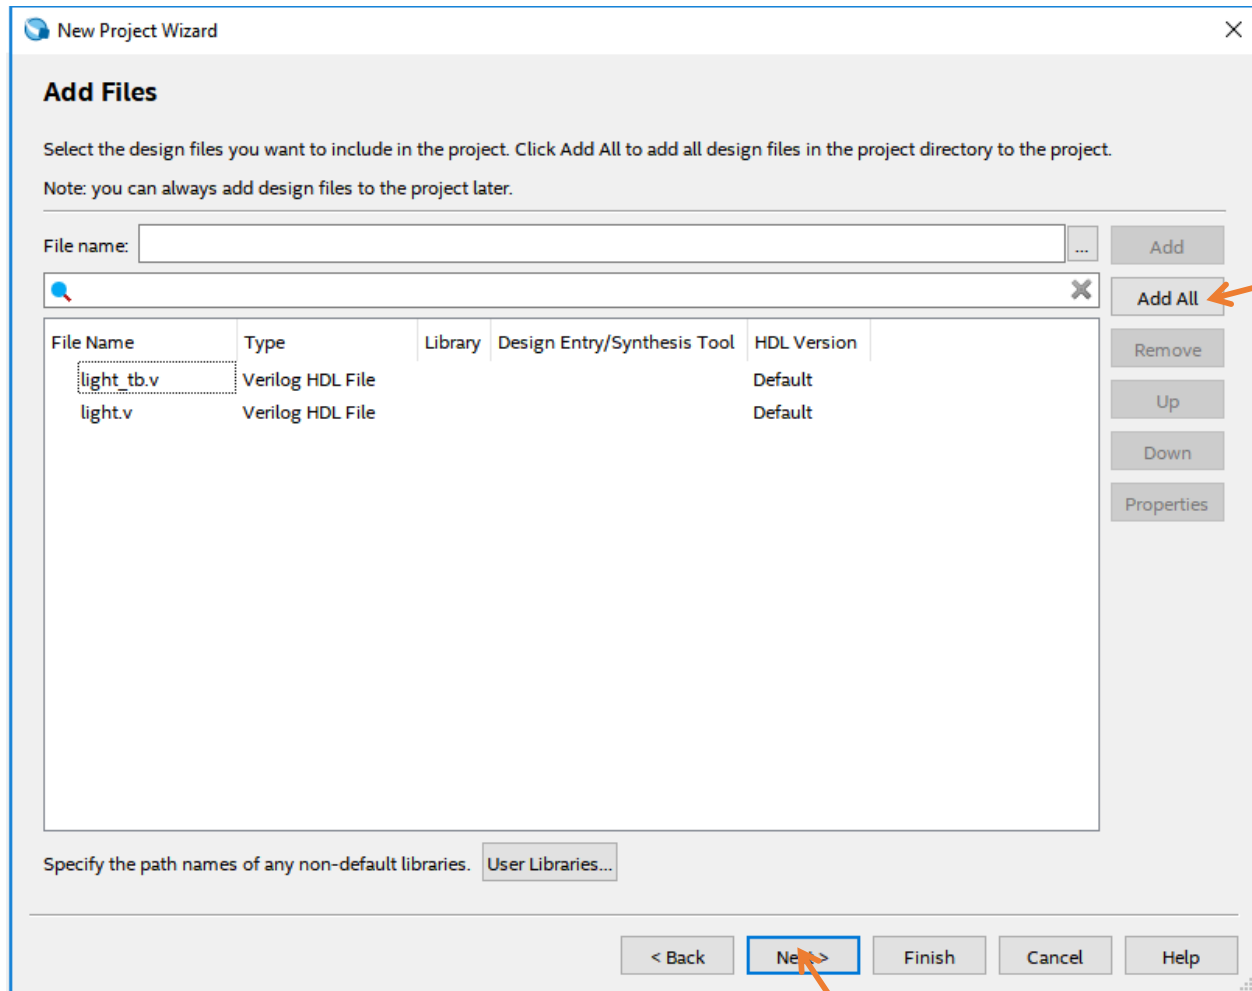 New Project Wizard
Add Files
Select the design files you want to include in the project. Click Add All to add all design files in the project directory to the project.
Note: you can always add design files to the project later.
File name: ... Add
Add All
File Name Type Library Design Entry/Synthesis Tool HDL Version
Remove
light_tb.v Verilog HDL File Default
Up
light.v Verilog HDL File Default
Down
Properties
Specify the path names of any non-default libraries. User Libraries...
< Back Next > Finish Cancel Help